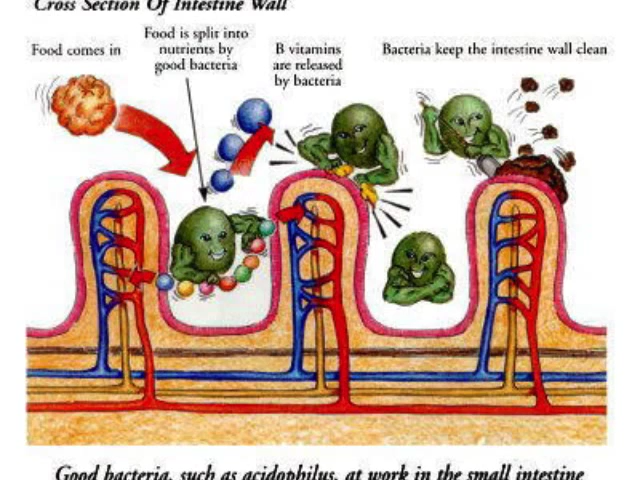 Cross Section Of Intestine Wall
Food comes in
Food is split into
nutrients by
good bacteria
B vitamins
are released
by bacteria
Bacteria keep the intestine wall clean
Good bacteria, such as acidophilus, at work in the small intestine